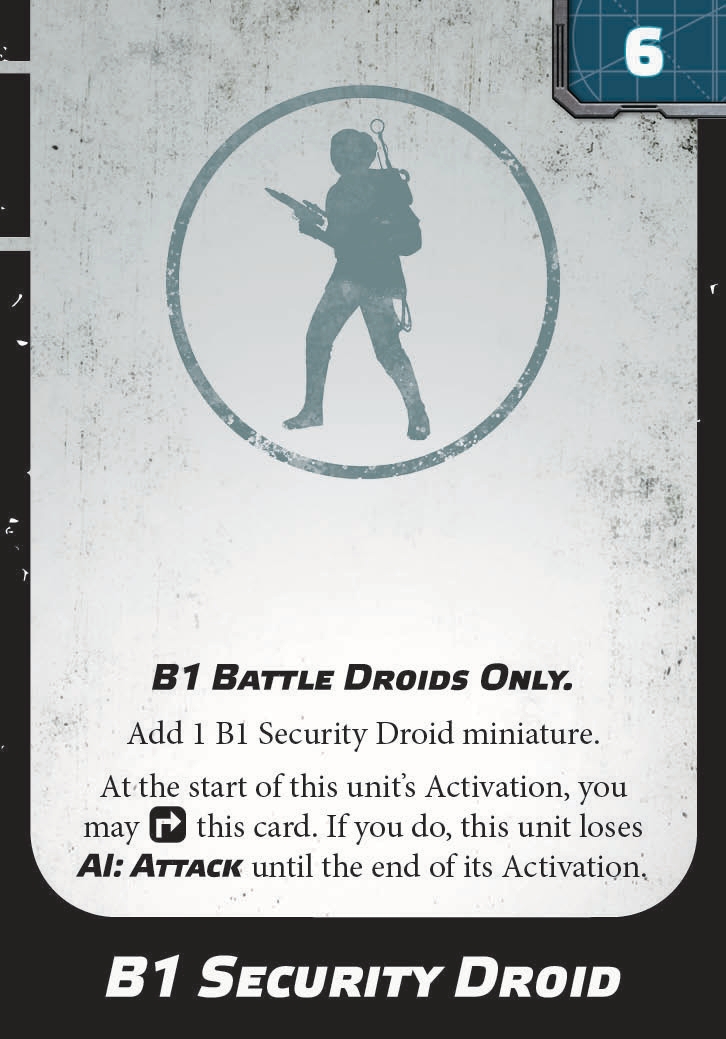 6
B1 Battle Droids Only.
Add 1 B1 Security Droid miniature.
At the start of this unit's Activation, you
may this card. If you do, this unit loses
AI: Attack until the end of its Activation.
B1 Security Droid